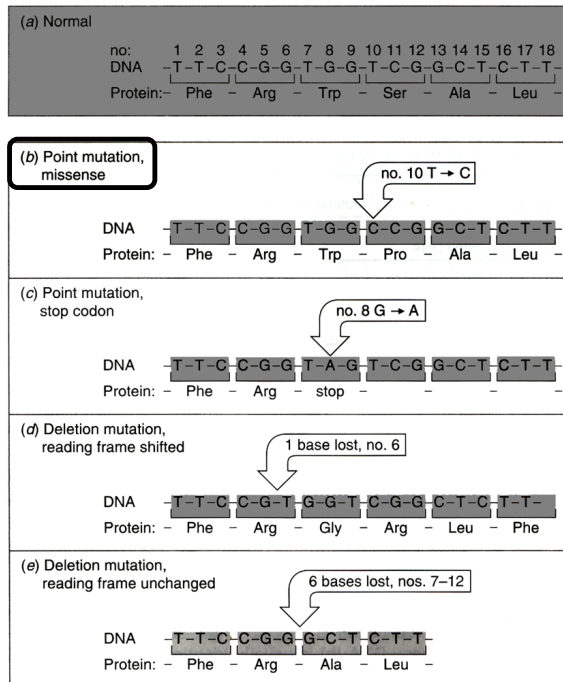 (a) Normal
no: 1 2 3 4 5 6 7 8 9 10 11 12 13 14 15 16 17 18
DNA -T-T-C-C-G-G-T-G-G-T-C-G-G-C-T-C-T-T-
Protein:- Phe - Arg - Trp - Ser - Ala - Leu -
(b) Point mutation,
missense
no. 10 T → C
DNA -T-T-C-C-G-G-T-G-G-C-C-G-G-C-T-C-T-T-
Protein: - Phe - Arg - Trp - Pro - Ala - Leu -
(c) Point mutation,
stop codon
no. 8 G → A
DNA -T-T-C-C-G-G-T-A-G-T-C-G-G-C-T-C-T-T-
Protein: - Phe - Arg - stop - - - -
(d) Deletion mutation,
reading frame shifted
1 base lost, no. 6
DNA -T-T-C-C-G-T-G-G-T-C-G-G-C-T-C-T-T-
Protein: - Phe - Arg - Gly - Arg - Leu - Phe
(e) Deletion mutation,
reading frame unchanged
6 bases lost, nos. 7–12
DNA -T-T-C-C-G-G-G-C-T-C-T-T-
Protein: - Phe - Arg - Ala - Leu -